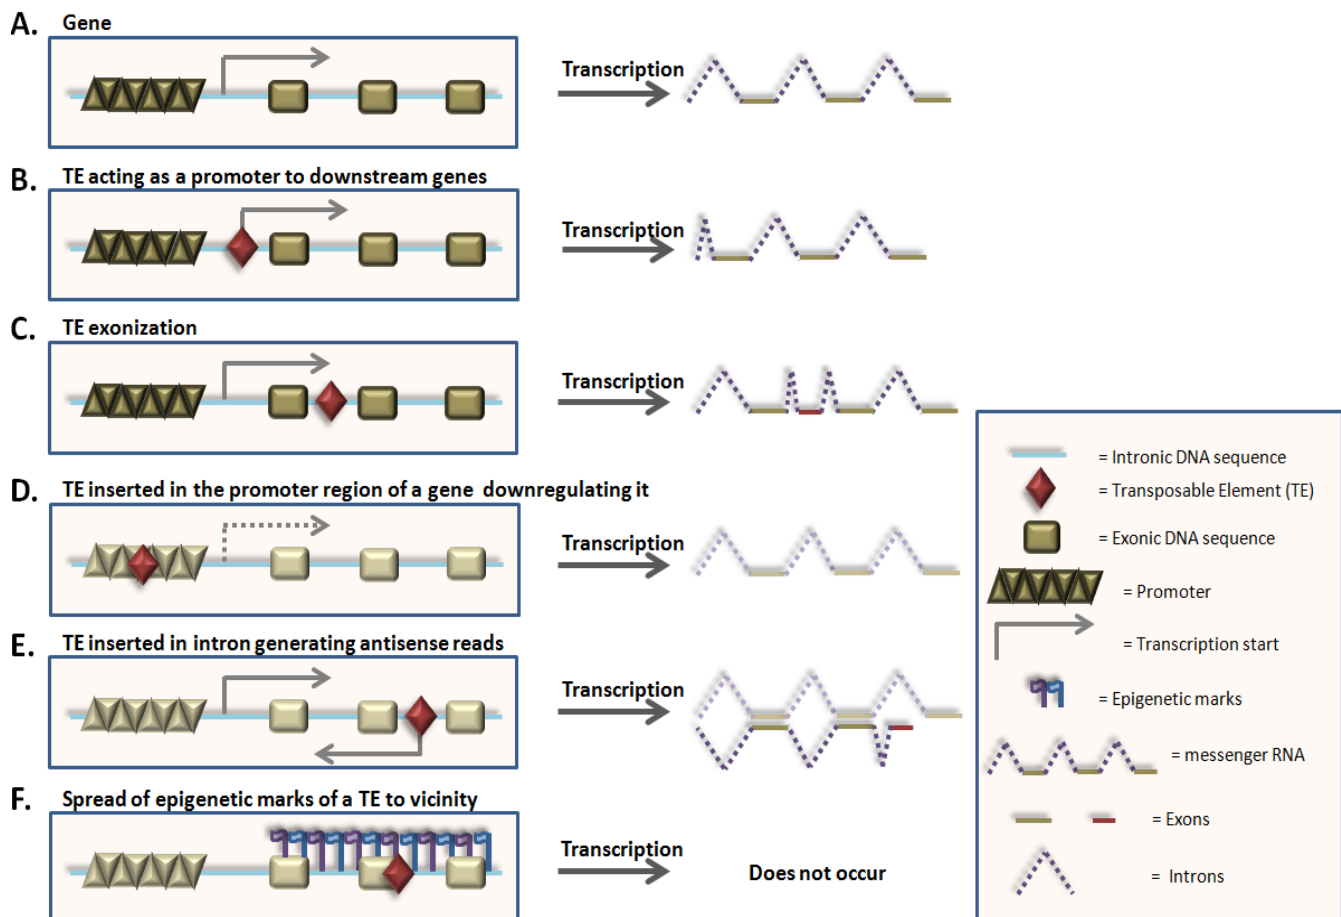 A.
Gene
Transcription
B.
TE acting as a promoter to downstream genes
Transcription
C.
TE exonization
Transcription
D.
TE inserted in the promoter region of a gene downregulating it
Transcription
E.
TE inserted in intron generating antisense reads
Transcription
F.
Spread of epigenetic marks of a TE to vicinity
Transcription
Does not occur
= Intronic DNA sequence
= Transposable Element (TE)
= Exonic DNA sequence
= Promoter
= Transcription start
= Epigenetic marks
= messenger RNA
= Exons
= Introns